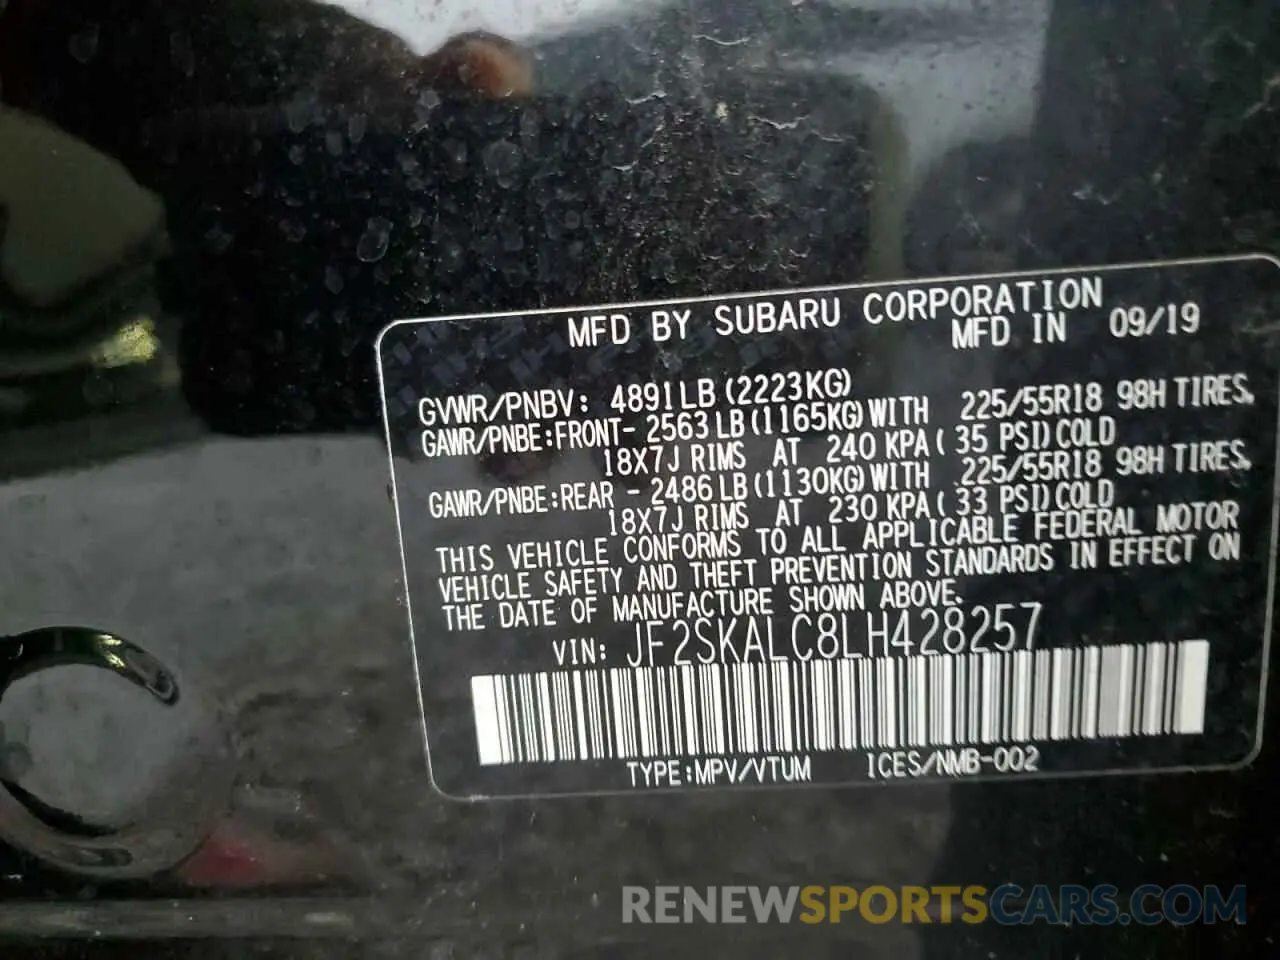 MFD BY SUBARU CORPORATION
MFD IN 09/19
GVWR/PNBV: 4891LB (2223KG)
GAWR/PNBE:FRONT- 2563LB(1165KG)WITH 225/55R18 98H TIRES,
18X7J RIMS AT 240 KPA( 35 PSI)COLD
GAWR/PNBE:REAR - 2486LB(1130KG)WITH 225/55R18 98H TIRES,
18X7J RIMS AT 230 KPA( 33 PSI)COLD
THIS VEHICLE CONFORMS TO ALL APPLICABLE FEDERAL MOTOR
VEHICLE SAFETY AND THEFT PREVENTION STANDARDS IN EFFECT ON
THE DATE OF MANUFACTURE SHOWN ABOVE.
VIN: JF2SKALC8LH428257
TYPE:MPV/VTUM ICES/NMB-002
RENEWSPORTSCARS.COM